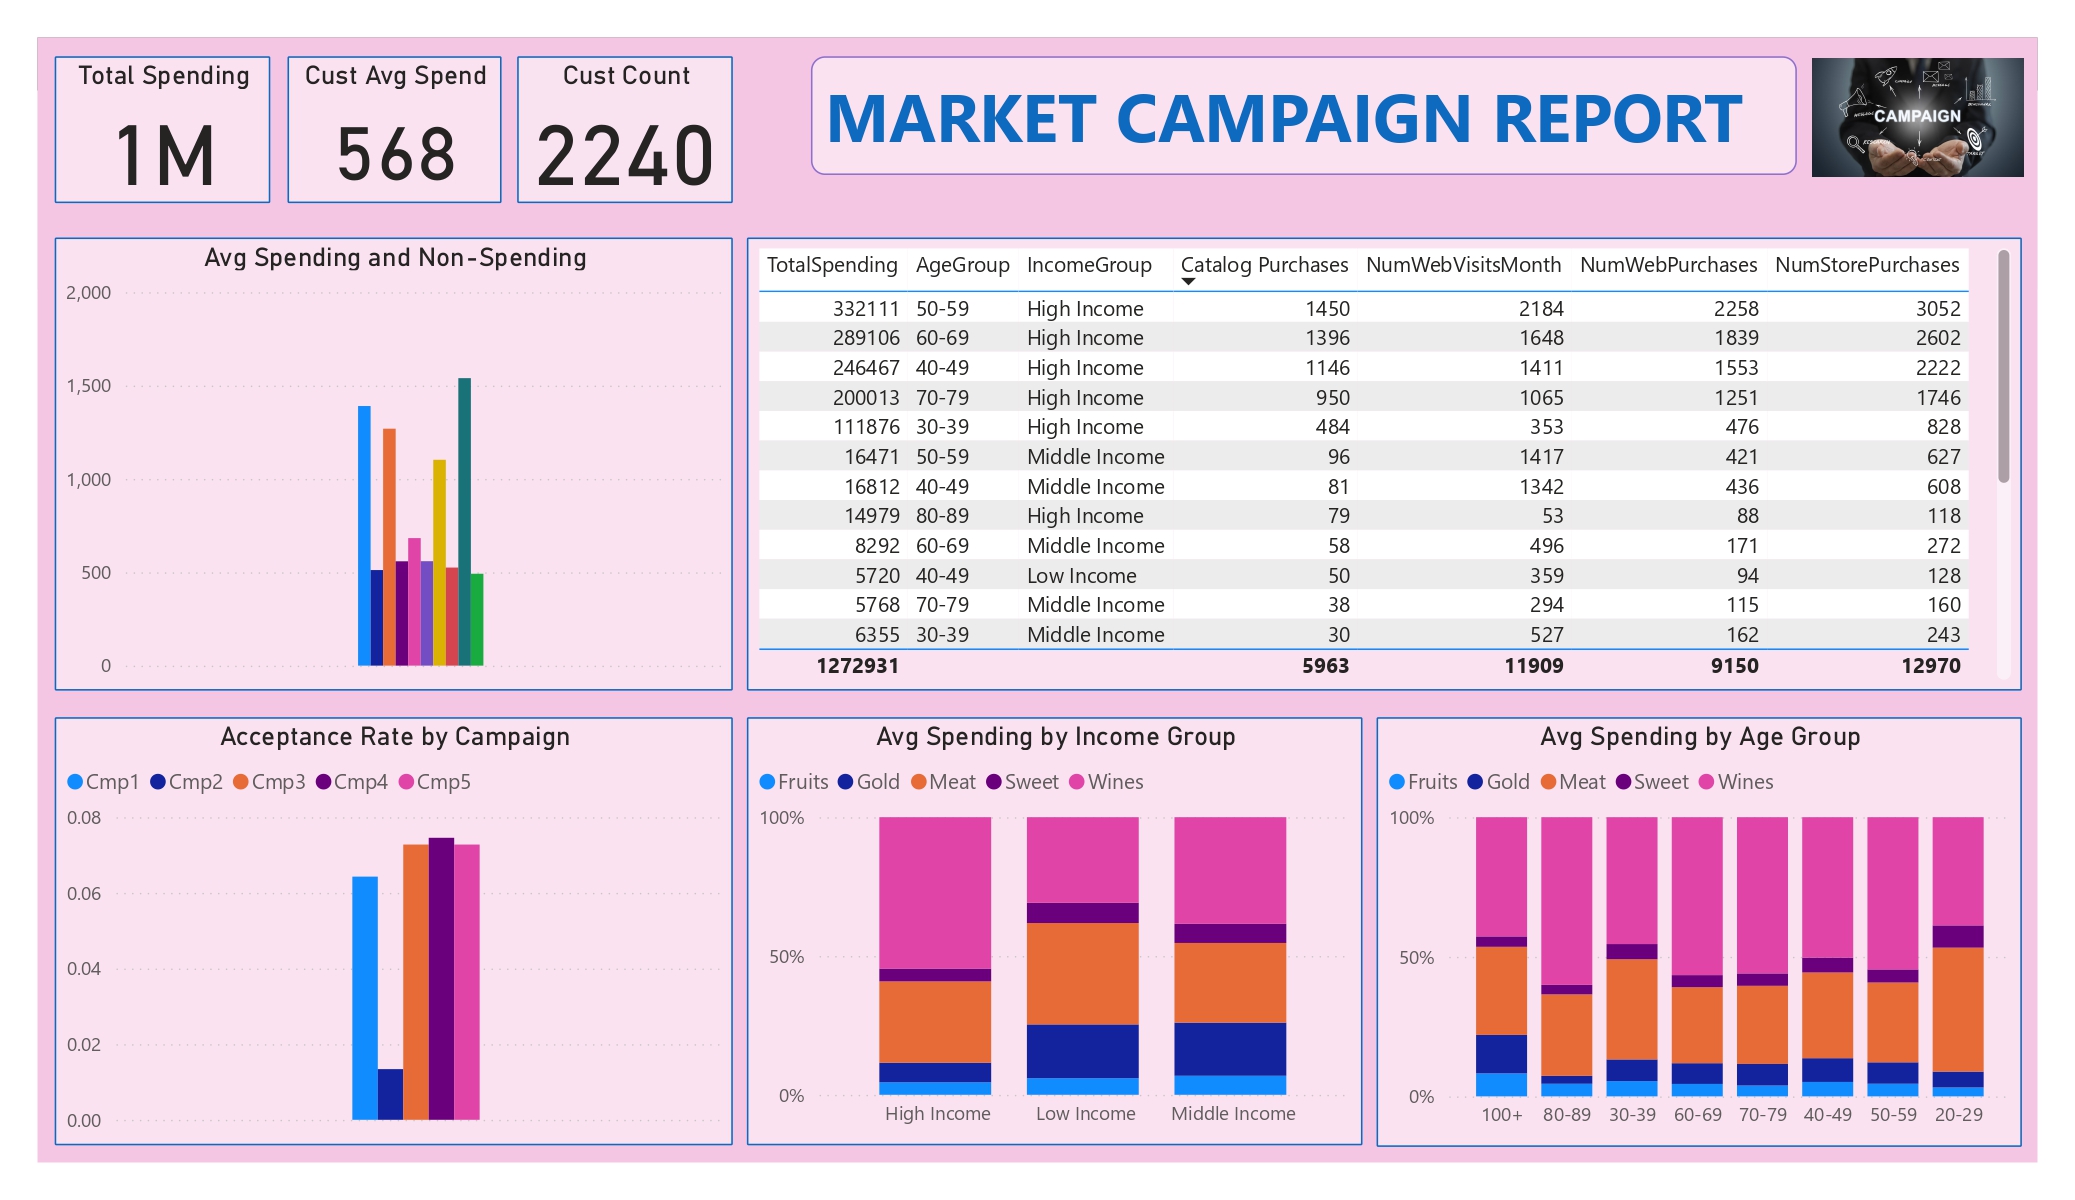 Total Spending
1M
Cust Avg Spend
568
Cust Count
2240
MARKET CAMPAIGN REPORT
CAMPAIGN
Avg Spending and Non-Spending
2,000
1,500
1,000
500
0
TotalSpending AgeGroup IncomeGroup Catalog Purchases NumWebVisitsMonth NumWebPurchases NumStorePurchases
332111 50-59 High Income 1450 2184 2258 3052
289106 60-69 High Income 1396 1648 1839 2602
246467 40-49 High Income 1146 1411 1553 2222
200013 70-79 High Income 950 1065 1251 1746
111876 30-39 High Income 484 353 476 828
16471 50-59 Middle Income 96 1417 421 627
16812 40-49 Middle Income 81 1342 436 608
14979 80-89 High Income 79 53 88 118
8292 60-69 Middle Income 58 496 171 272
5720 40-49 Low Income 50 359 94 128
5768 70-79 Middle Income 38 294 115 160
6355 30-39 Middle Income 30 527 162 243
1272931 5963 11909 9150 12970
Acceptance Rate by Campaign
Cmp1 Cmp2 Cmp3 Cmp4 Cmp5
0.08
0.06
0.04
0.02
0.00
Avg Spending by Income Group
Fruits Gold Meat Sweet Wines
100%
50%
0%
High Income Low Income Middle Income
Avg Spending by Age Group
Fruits Gold Meat Sweet Wines
100%
50%
0%
100+ 80-89 30-39 60-69 70-79 40-49 50-59 20-29